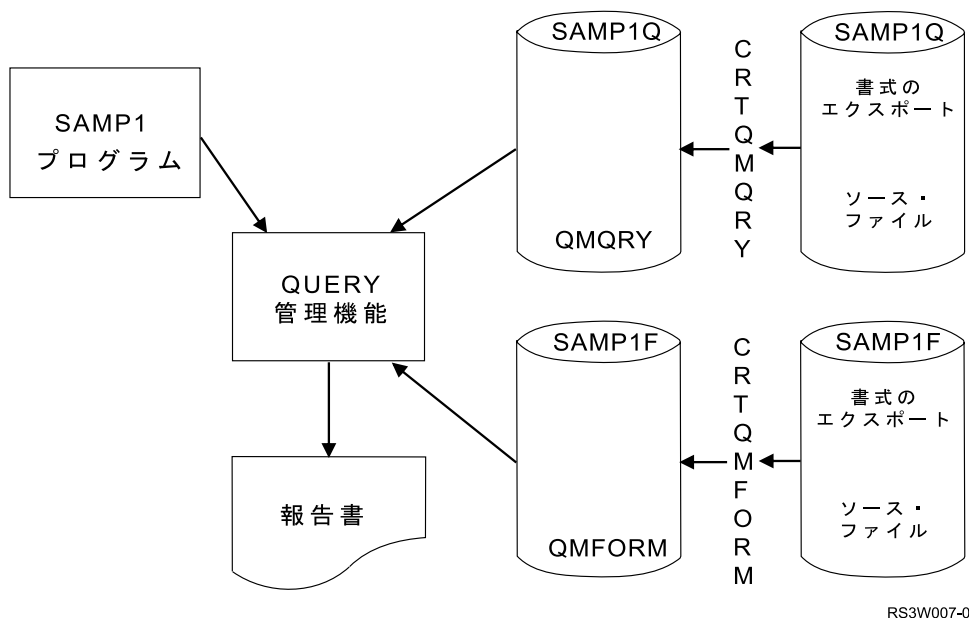 SAMP1
プログラム
QUERY
管理機能
報告書
SAMP1Q
QMQRY
CRTQMQRY
SAMP1Q
書式の
エクスポート
ソース・
ファイル
SAMP1F
QMFORM
CRTQMFORM
SAMP1F
書式の
エクスポート
ソース・
ファイル
RS3W007-0